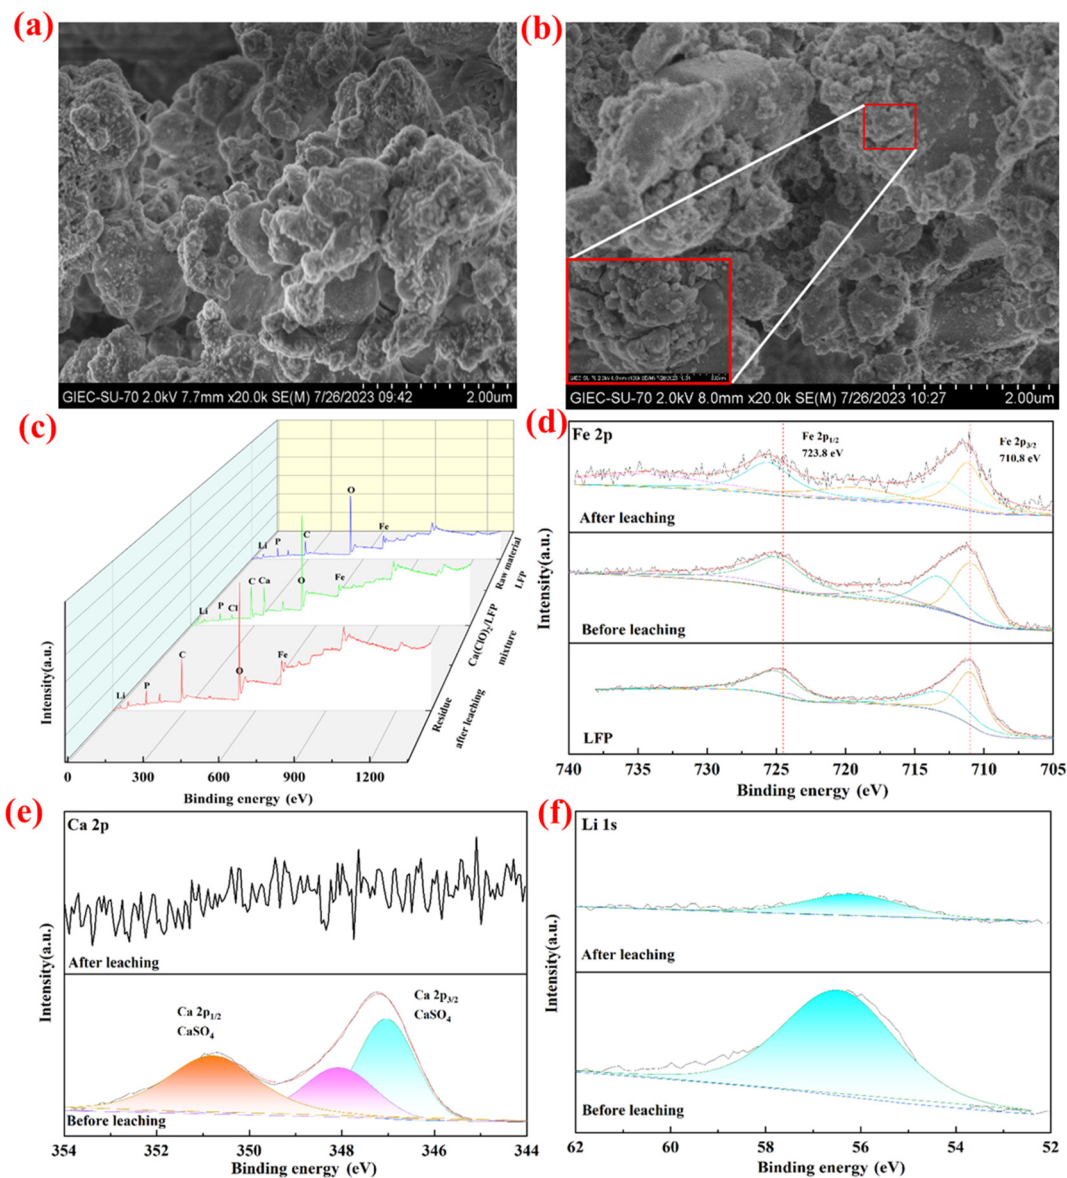 (a)
(b)
GIEC-SU-70 2.0kV 7.7mm x20.0k SE(M) 7/26/2023 09:42
2.00um
GIEC-SU-70 2.0kV 8.0mm x20.0k SE(M) 7/26/2023 10:27
2.00um
(c)
O
Li
P
C
Fe
Li
P
Cl
C
Ca
O
Fe
Li
P
C
O
Fe
Raw material
LFP
Ca(ClO)2/LFP
mixture
Residue
after leaching
Intensity(a.u.)
0 300 600 900 1200
Binding energy (eV)
(d)
Fe 2p
Fe 2p1/2
723.8 eV
Fe 2p3/2
710.8 eV
After leaching
Before leaching
LFP
Intensity(a.u.)
740 735 730 725 720 715 710 705
Binding energy (eV)
(e)
Ca 2p
After leaching
Ca 2p1/2
CaSO4
Ca 2p3/2
CaSO4
Before leaching
Intensity(a.u.)
354 352 350 348 346 344
Binding energy (eV)
(f)
Li 1s
After leaching
Before leaching
Intensity(a.u.)
62 60 58 56 54 52
Binding energy (eV)